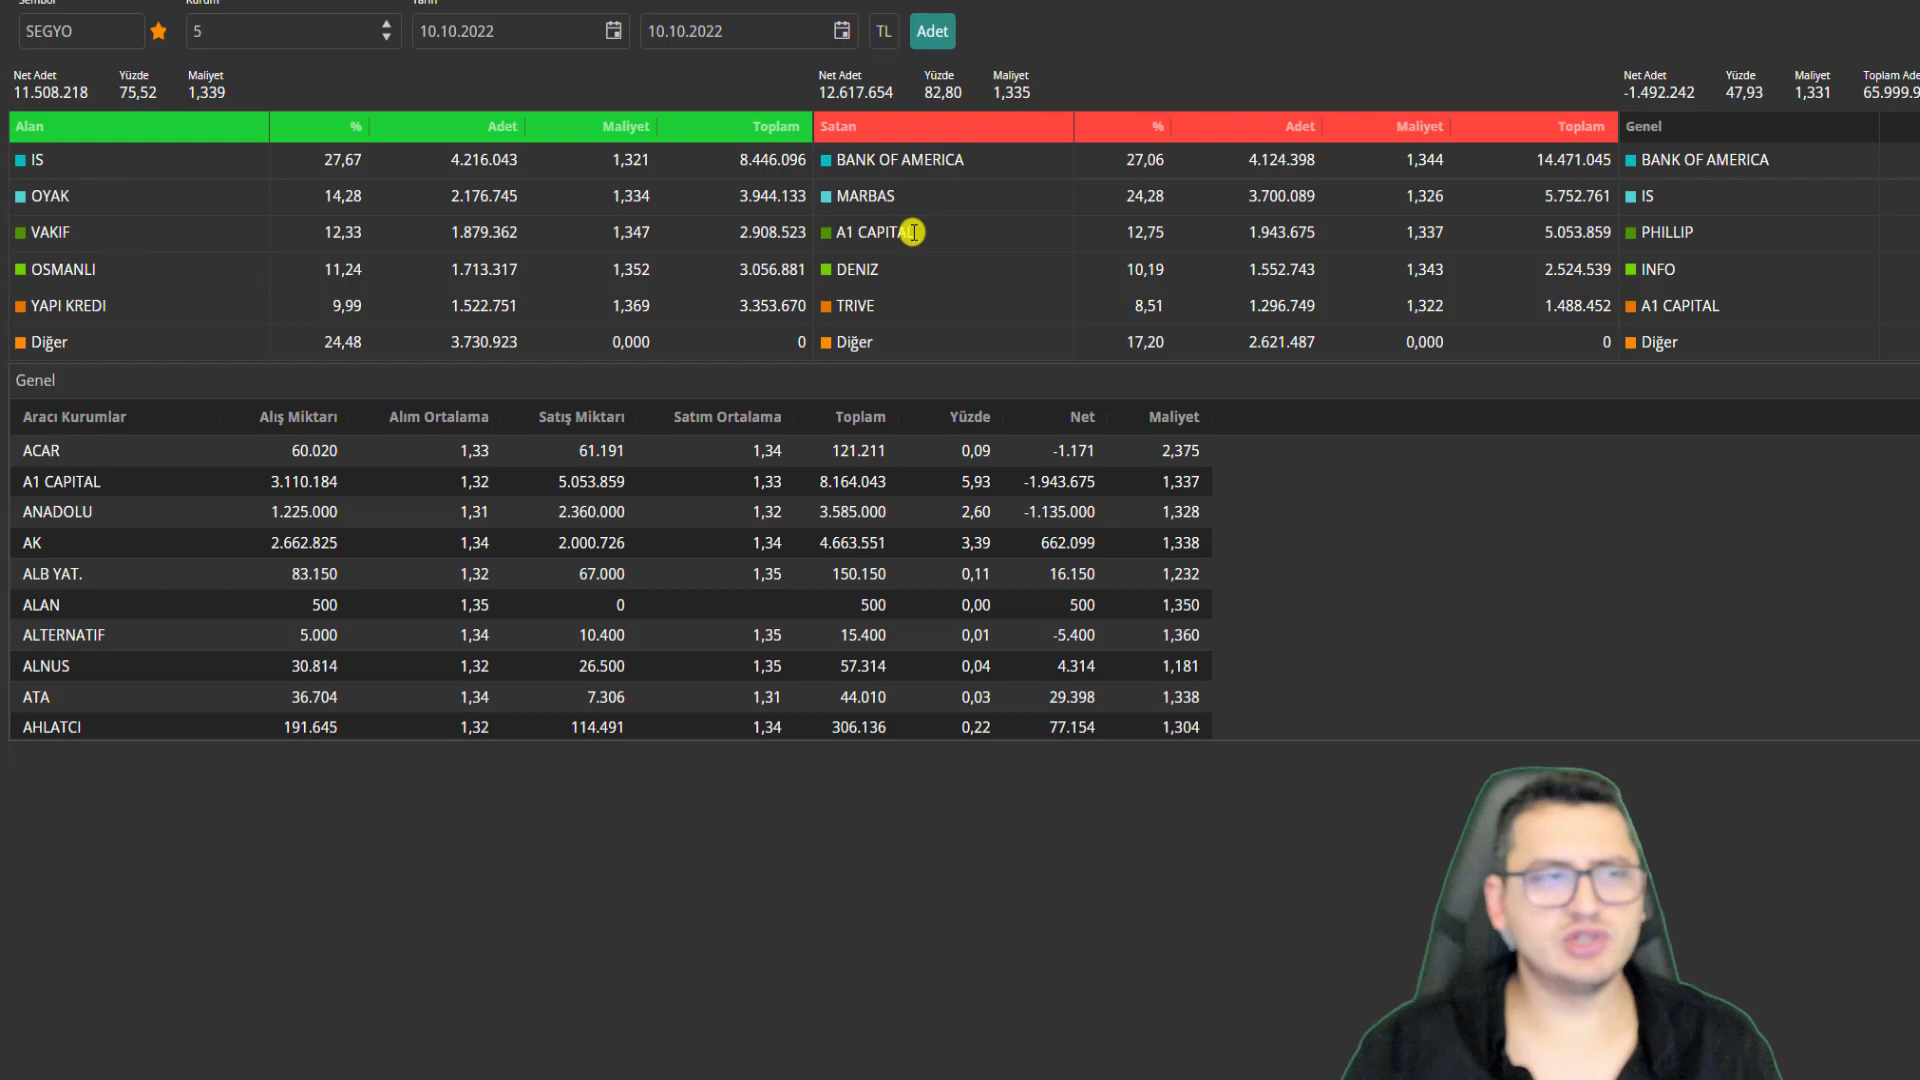 Sembol Kurum Tarih
SEGYO 5 10.10.2022 10.10.2022 TL Adet
Net Adet Yüzde Maliyet Net Adet Yüzde Maliyet Net Adet Yüzde Maliyet Toplam Ade
11.508.218 75,52 1,339 12.617.654 82,80 1,335 -1.492.242 47,93 1,331 65.999.9
Alan % Adet Maliyet Toplam Satan % Adet Maliyet Toplam Genel
IS 27,67 4.216.043 1,321 8.446.096 BANK OF AMERICA 27,06 4.124.398 1,344 14.471.045 BANK OF AMERICA
OYAK 14,28 2.176.745 1,334 3.944.133 MARBAS 24,28 3.700.089 1,326 5.752.761 IS
VAKIF 12,33 1.879.362 1,347 2.908.523 A1 CAPITAL 12,75 1.943.675 1,337 5.053.859 PHILLIP
OSMANLI 11,24 1.713.317 1,352 3.056.881 DENIZ 10,19 1.552.743 1,343 2.524.539 INFO
YAPI KREDI 9,99 1.522.751 1,369 3.353.670 TRIVE 8,51 1.296.749 1,322 1.488.452 A1 CAPITAL
Diğer 24,48 3.730.923 0,000 0 Diğer 17,20 2.621.487 0,000 0 Diğer
Genel
Aracı Kurumlar Alış Miktarı Alım Ortalama Satış Miktarı Satım Ortalama Toplam Yüzde Net Maliyet
ACAR 60.020 1,33 61.191 1,34 121.211 0,09 -1.171 2,375
A1 CAPITAL 3.110.184 1,32 5.053.859 1,33 8.164.043 5,93 -1.943.675 1,337
ANADOLU 1.225.000 1,31 2.360.000 1,32 3.585.000 2,60 -1.135.000 1,328
AK 2.662.825 1,34 2.000.726 1,34 4.663.551 3,39 662.099 1,338
ALB YAT. 83.150 1,32 67.000 1,35 150.150 0,11 16.150 1,232
ALAN 500 1,35 0 500 0,00 500 1,350
ALTERNATIF 5.000 1,34 10.400 1,35 15.400 0,01 -5.400 1,360
ALNUS 30.814 1,32 26.500 1,35 57.314 0,04 4.314 1,181
ATA 36.704 1,34 7.306 1,31 44.010 0,03 29.398 1,338
AHLATCI 191.645 1,32 114.491 1,34 306.136 0,22 77.154 1,304